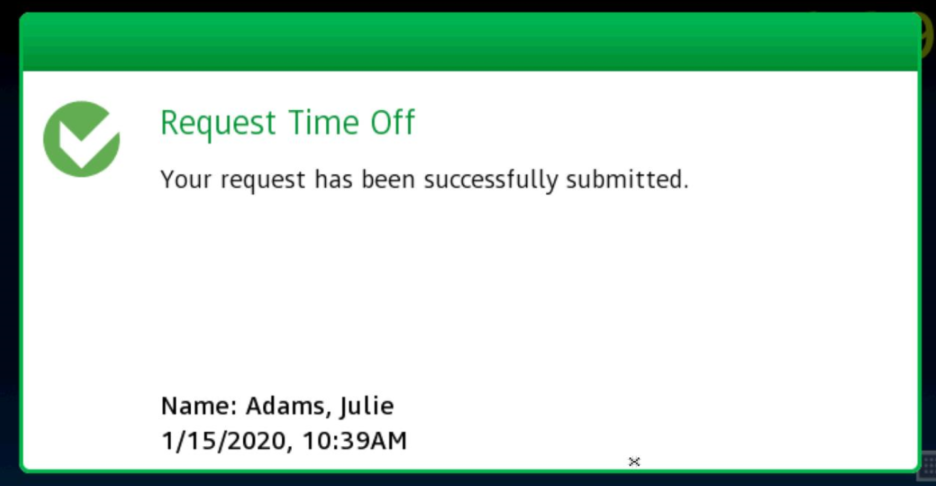 Request Time Off
Your request has been successfully submitted.
Name: Adams, Julie
1/15/2020, 10:39AM